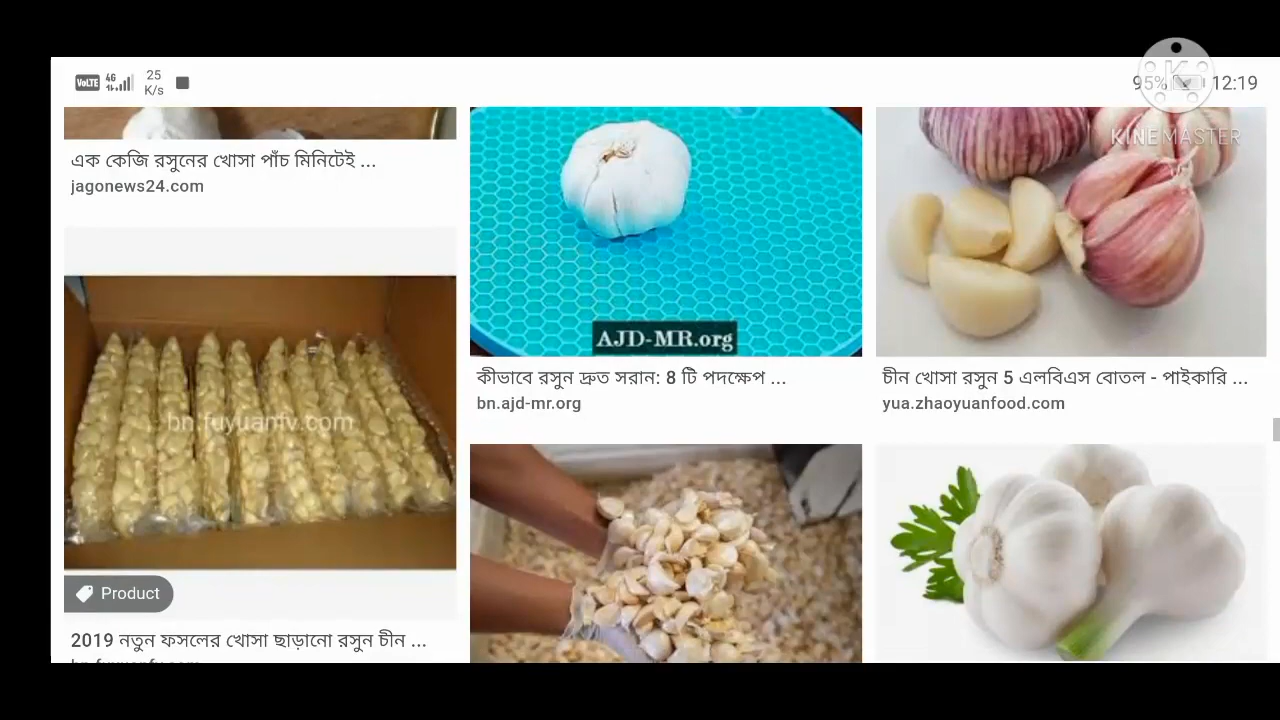 VoLTE 4G 25 K/s
95% 12:19
KINEMASTER
এক কেজি রসুনের খোসা পাঁচ মিনিটেই ...
jagonews24.com
AJD-MR.org
কীভাবে রসুন দ্রুত সরান: 8 টি পদক্ষেপ ...
bn.ajd-mr.org
চীন খোসা রসুন 5 এলবিএস বোতল - পাইকারি ...
yua.zhaoyuanfood.com
bn.fuyuanfv.com
Product
2019 নতুন ফসলের খোসা ছাড়ানো রসুন চীন ...